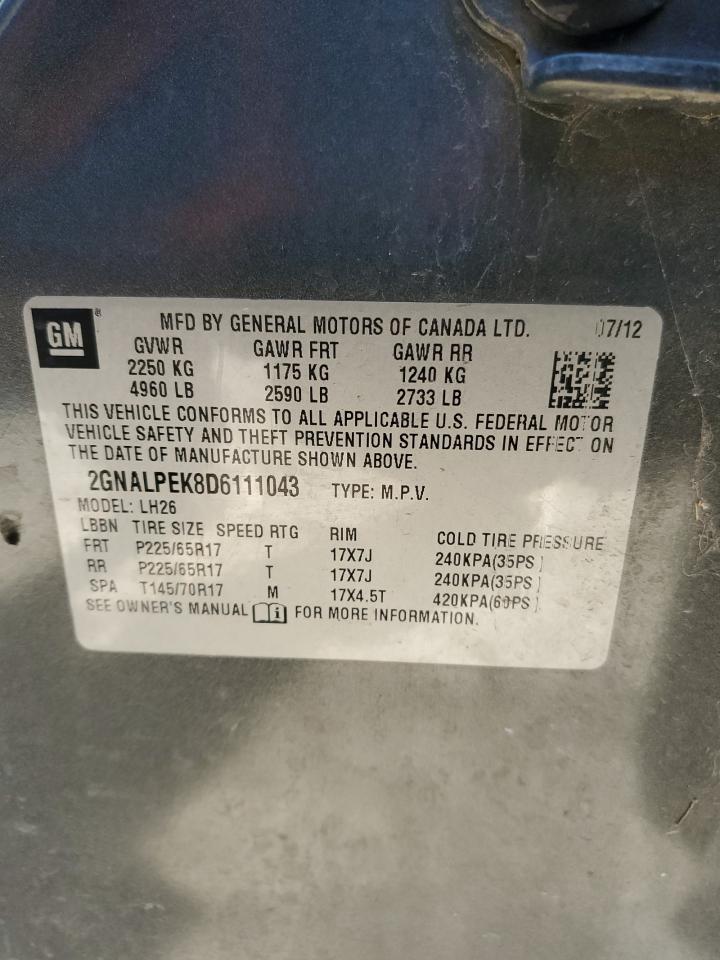 GM® MFD BY GENERAL MOTORS OF CANADA LTD. 07/12
GVWR GAWR FRT GAWR RR
2250 KG 1175 KG 1240 KG
4960 LB 2590 LB 2733 LB
THIS VEHICLE CONFORMS TO ALL APPLICABLE U.S. FEDERAL MOTOR
VEHICLE SAFETY AND THEFT PREVENTION STANDARDS IN EFFECT ON
THE DATE OF MANUFACTURE SHOWN ABOVE.
2GNALPEK8D6111043 TYPE: M.P.V.
MODEL: LH26 R
LBBN TIRE SIZE SPEED RTG RIM COLD TIRE PRESSURE
FRT P225/65R17 T 17X7J 240KPA(35PS )
RR P225/65R17 T 17X7J 240KPA(35PS )
SPA T145/70R17 M 17X4.5T 420KPA(60PS )
SEE OWNER'S MANUAL i FOR MORE INFORMATION.